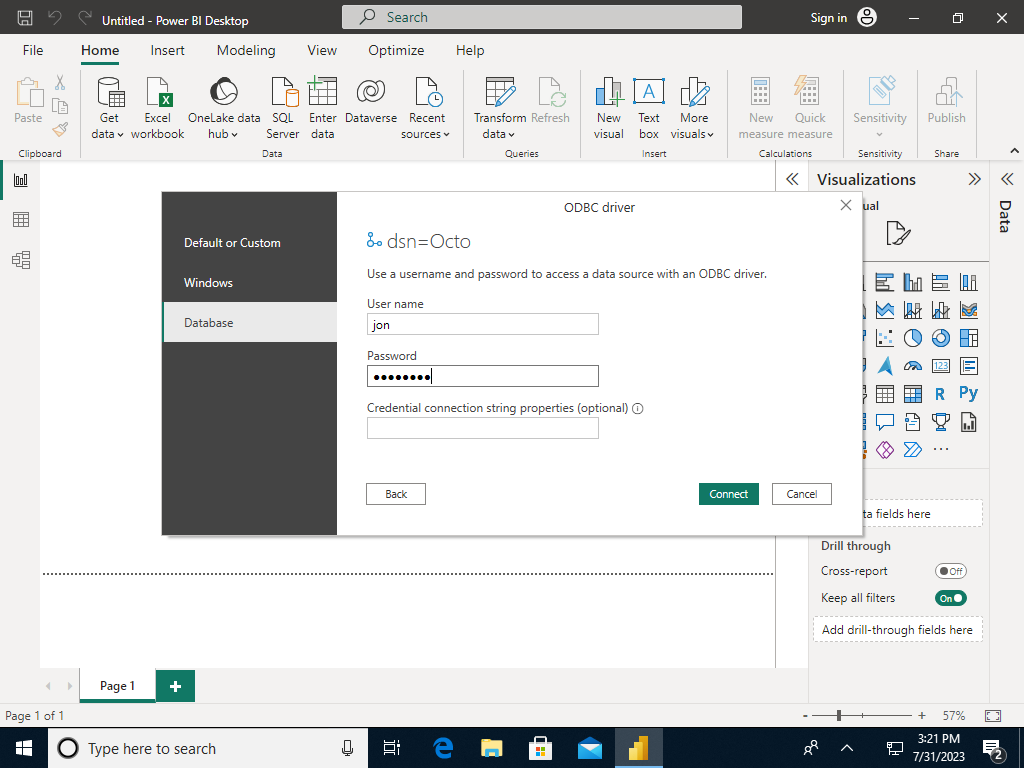 Untitled - Power BI Desktop
Search
Sign in
File
Home
Insert
Modeling
View
Optimize
Help
Paste
Get
data
Excel
workbook
OneLake data
hub
SQL
Server
Enter
data
Dataverse
Recent
sources
Transform
data
Refresh
New
visual
Text
box
More
visuals
New
measure
Quick
measure
Sensitivity
Publish
Clipboard
Data
Queries
Insert
Calculations
Sensitivity
Share
Visualizations
Data
ual
ODBC driver
Default or Custom
Windows
Database
dsn=Octo
Use a username and password to access a data source with an ODBC driver.
User name
jon
Password
●●●●●●●●
Credential connection string properties (optional)
Back
Connect
Cancel
R
Py
123
ta fields here
Drill through
Cross-report
Off
Keep all filters
On
Add drill-through fields here
Page 1
Page 1 of 1
- + 57%
Type here to search
3:21 PM
7/31/2023
2